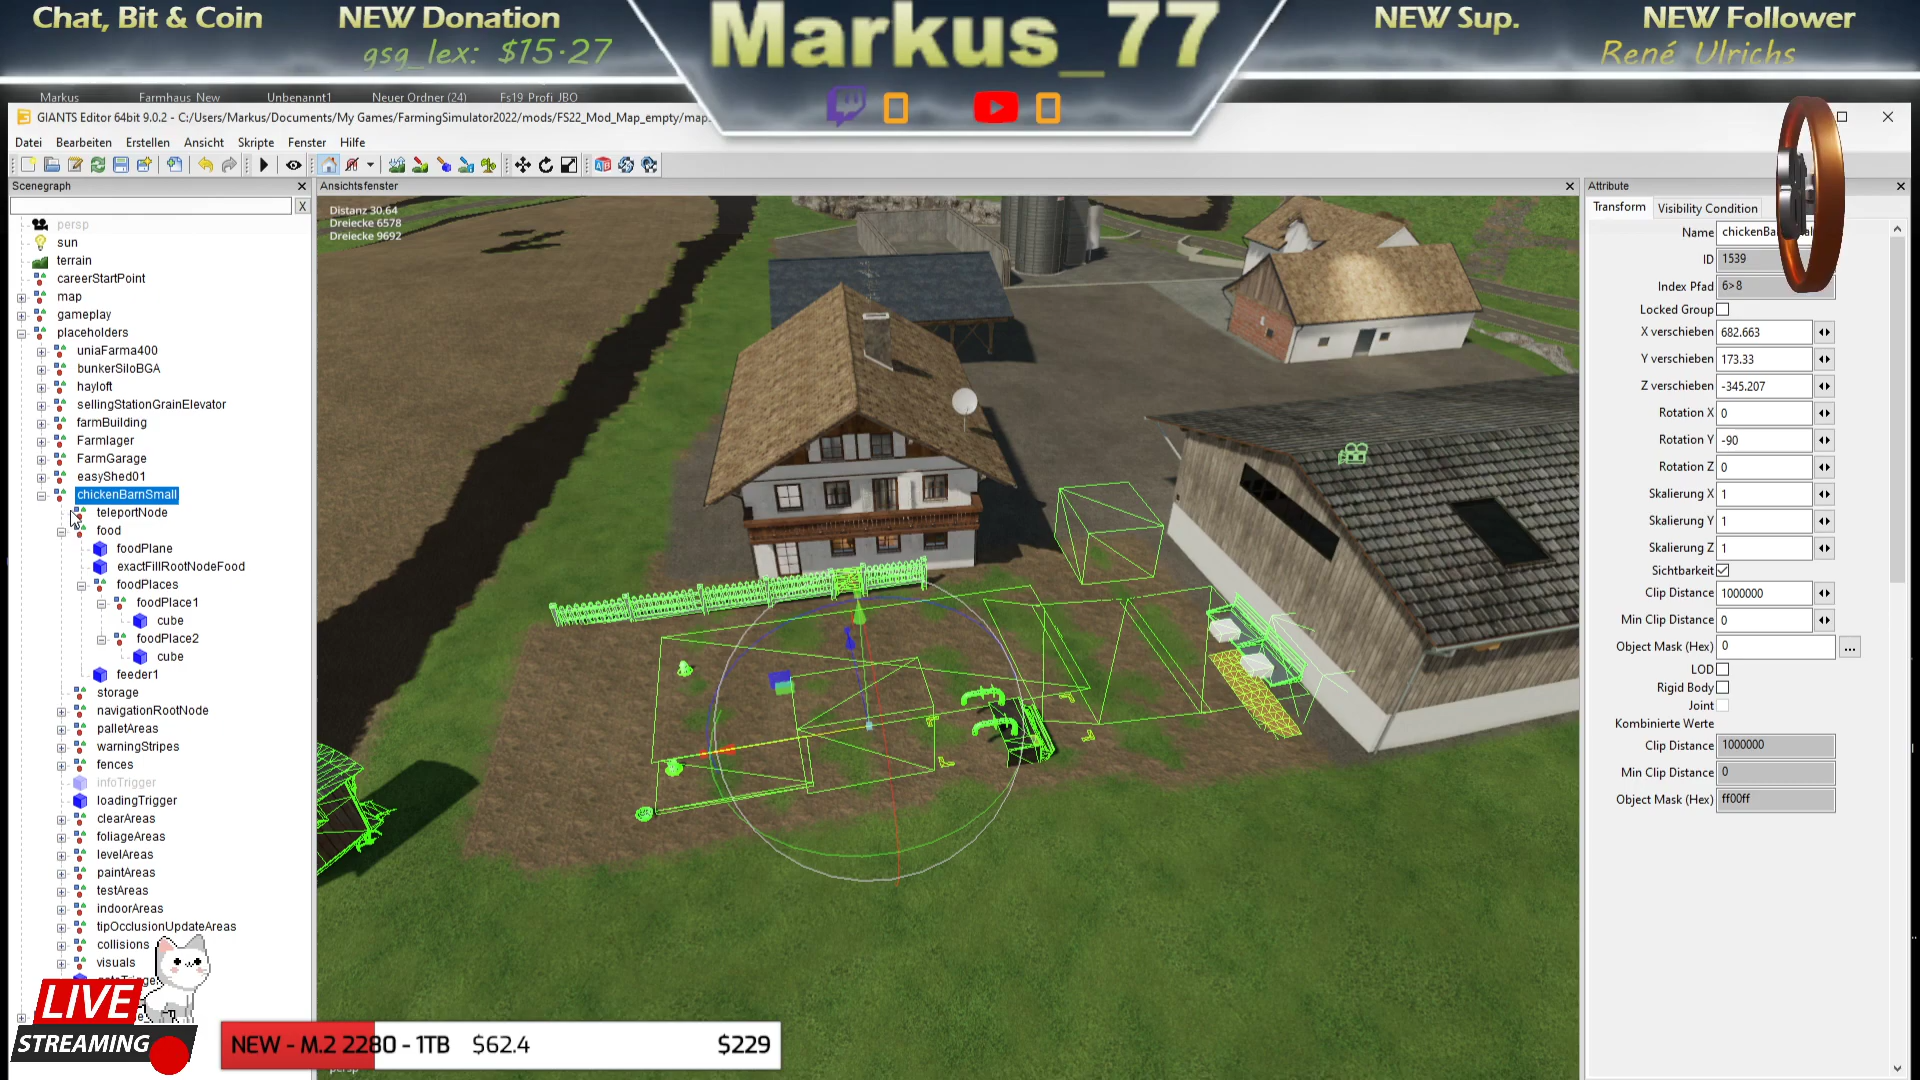 Chat, Bit & Coin
NEW Donation
gsg_lex: $15.27
Markus_77
NEW Sup.
NEW Follower
René Ulrichs
Markus
Farmhaus_New
Unbenannt1
Neuer Ordner (24)
Fs19 Profi JBO
GIANTS Editor 64bit 9.0.2 - C:/Users/Markus/Documents/My Games/FarmingSimulator2022/mods/FS22_Mod_Map_empty/map.
Datei Bearbeiten Erstellen Ansicht Skripte Fenster Hilfe
Scenegraph
X
persp
sun
terrain
careerStartPoint
map
gameplay
placeholders
uniaFarma400
bunkerSiloBGA
hayloft
sellingStationGrainElevator
farmBuilding
Farmlager
FarmGarage
easyShed01
chickenBarnSmall
teleportNode
food
foodPlane
exactFillRootNodeFood
foodPlaces
foodPlace1
cube
foodPlace2
cube
feeder1
storage
navigationRootNode
palletAreas
warningStripes
fences
infoTrigger
loadingTrigger
clearAreas
foliageAreas
levelAreas
paintAreas
testAreas
indoorAreas
tipOcclusionUpdateAreas
collisions
visuals
Ansichtsfenster
Distanz 30.64
Dreiecke 6578
Dreiecke 9692
Attribute
Transform Visibility Condition
Name
ID 1539
Index Pfad 6>8
Locked Group
X verschieben 682.663
Y verschieben 173.33
Z verschieben -345.207
Rotation X 0
Rotation Y -90
Rotation Z 0
Skalierung X 1
Skalierung Y 1
Skalierung Z 1
Sichtbarkeit
Clip Distance 1000000
Min Clip Distance 0
Object Mask (Hex) 0 ...
LOD
Rigid Body
Joint
Kombinierte Werte
Clip Distance 1000000
Min Clip Distance 0
Object Mask (Hex) ff00ff
LIVE
STREAMING
NEW - M.2 2280 - 1TB $62.4 $229
persp